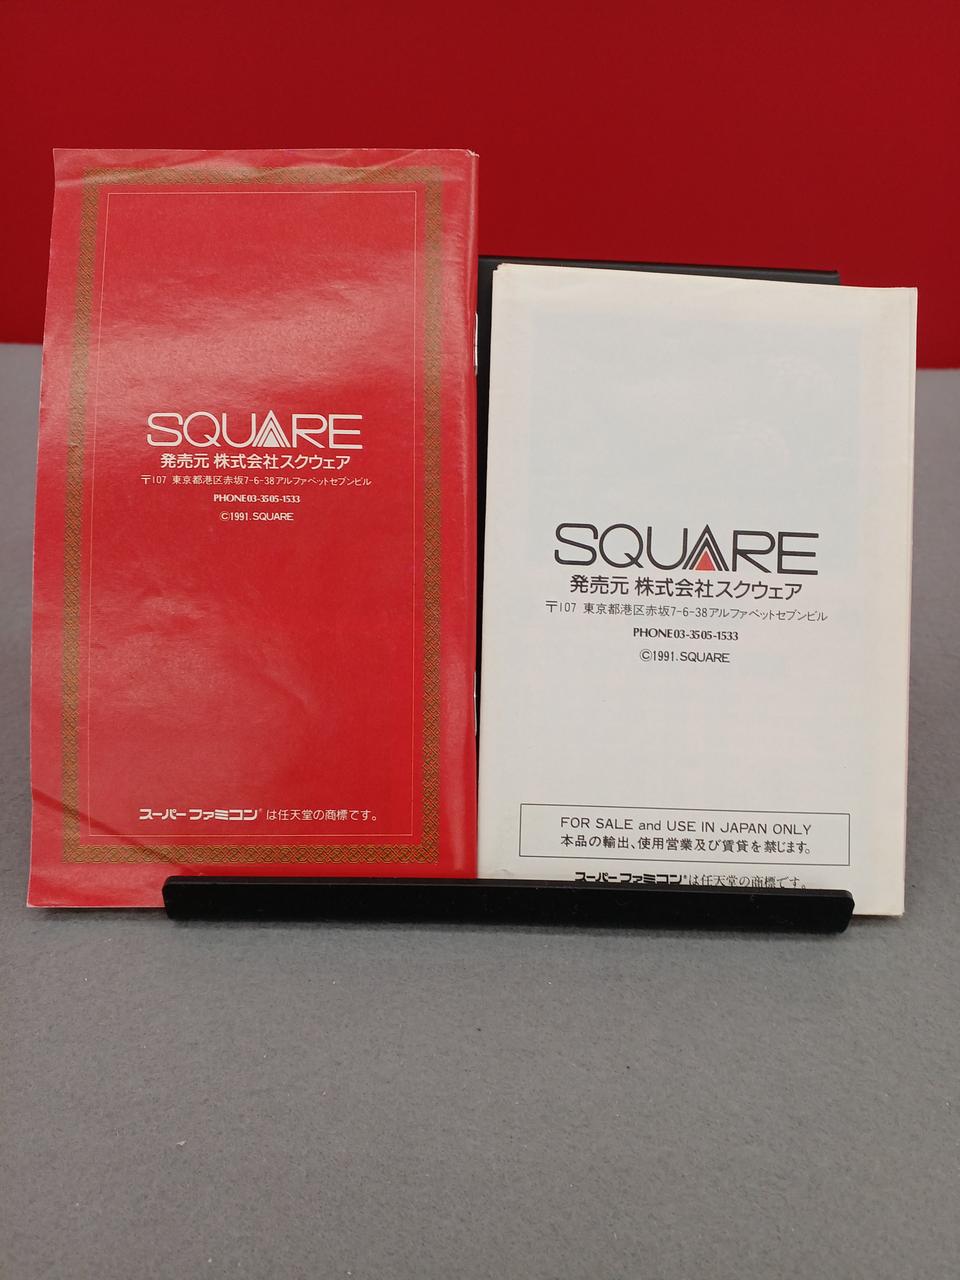 SQUARE
発売元 株式会社スクウェア
〒107 東京都港区赤坂7-6-38アルファベットセブンビル
PHONE03-3505-1533
©1991.SQUARE
スーパーファミコン®は任天堂の商標です。
SQUARE
発売元 株式会社スクウェア
〒107 東京都港区赤坂7-6-38アルファベットセブンビル
PHONE03-3505-1533
©1991.SQUARE
FOR SALE and USE IN JAPAN ONLY
本品の輸出、使用営業及び賃貸を禁じます。
スーパーファミコン®は任天堂の商標です。